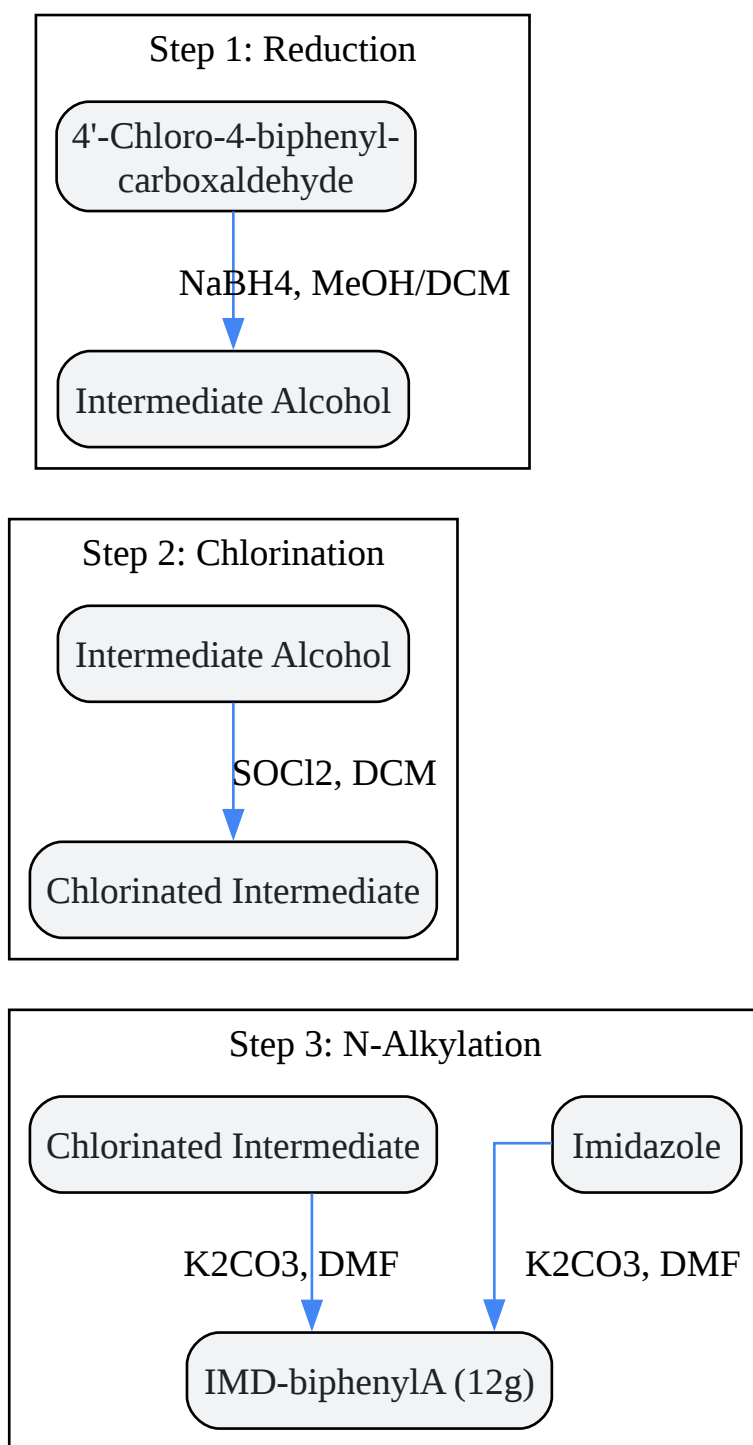 Step 1: Reduction
4'-Chloro-4-biphenyl-
carboxaldehyde
NaBH4, MeOH/DCM
Intermediate Alcohol
Step 2: Chlorination
Intermediate Alcohol
SOCl2, DCM
Chlorinated Intermediate
Step 3: N-Alkylation
Chlorinated Intermediate
Imidazole
K2CO3, DMF
K2CO3, DMF
IMD-biphenylA (12g)